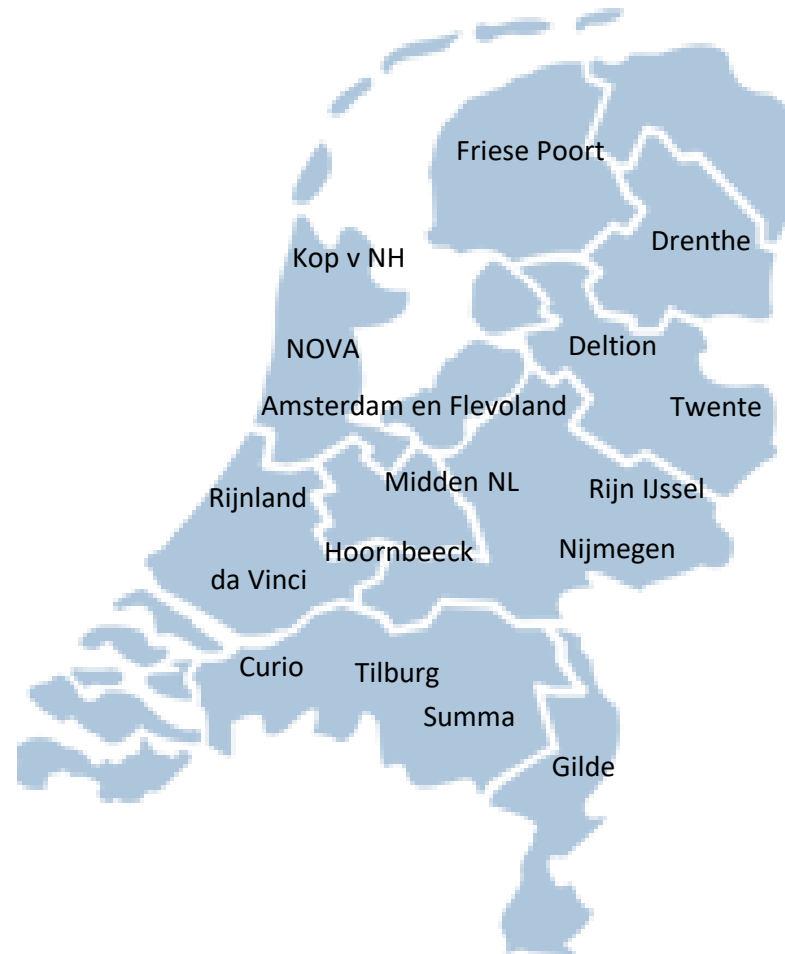 Friese Poort
Drenthe
Kop v NH
NOVA
Deltion
Amsterdam en Flevoland
Twente
Midden NL
Rijn IJssel
Rijnland
Hoornbeeck
Nijmegen
da Vinci
Curio
Tilburg
Summa
Gilde